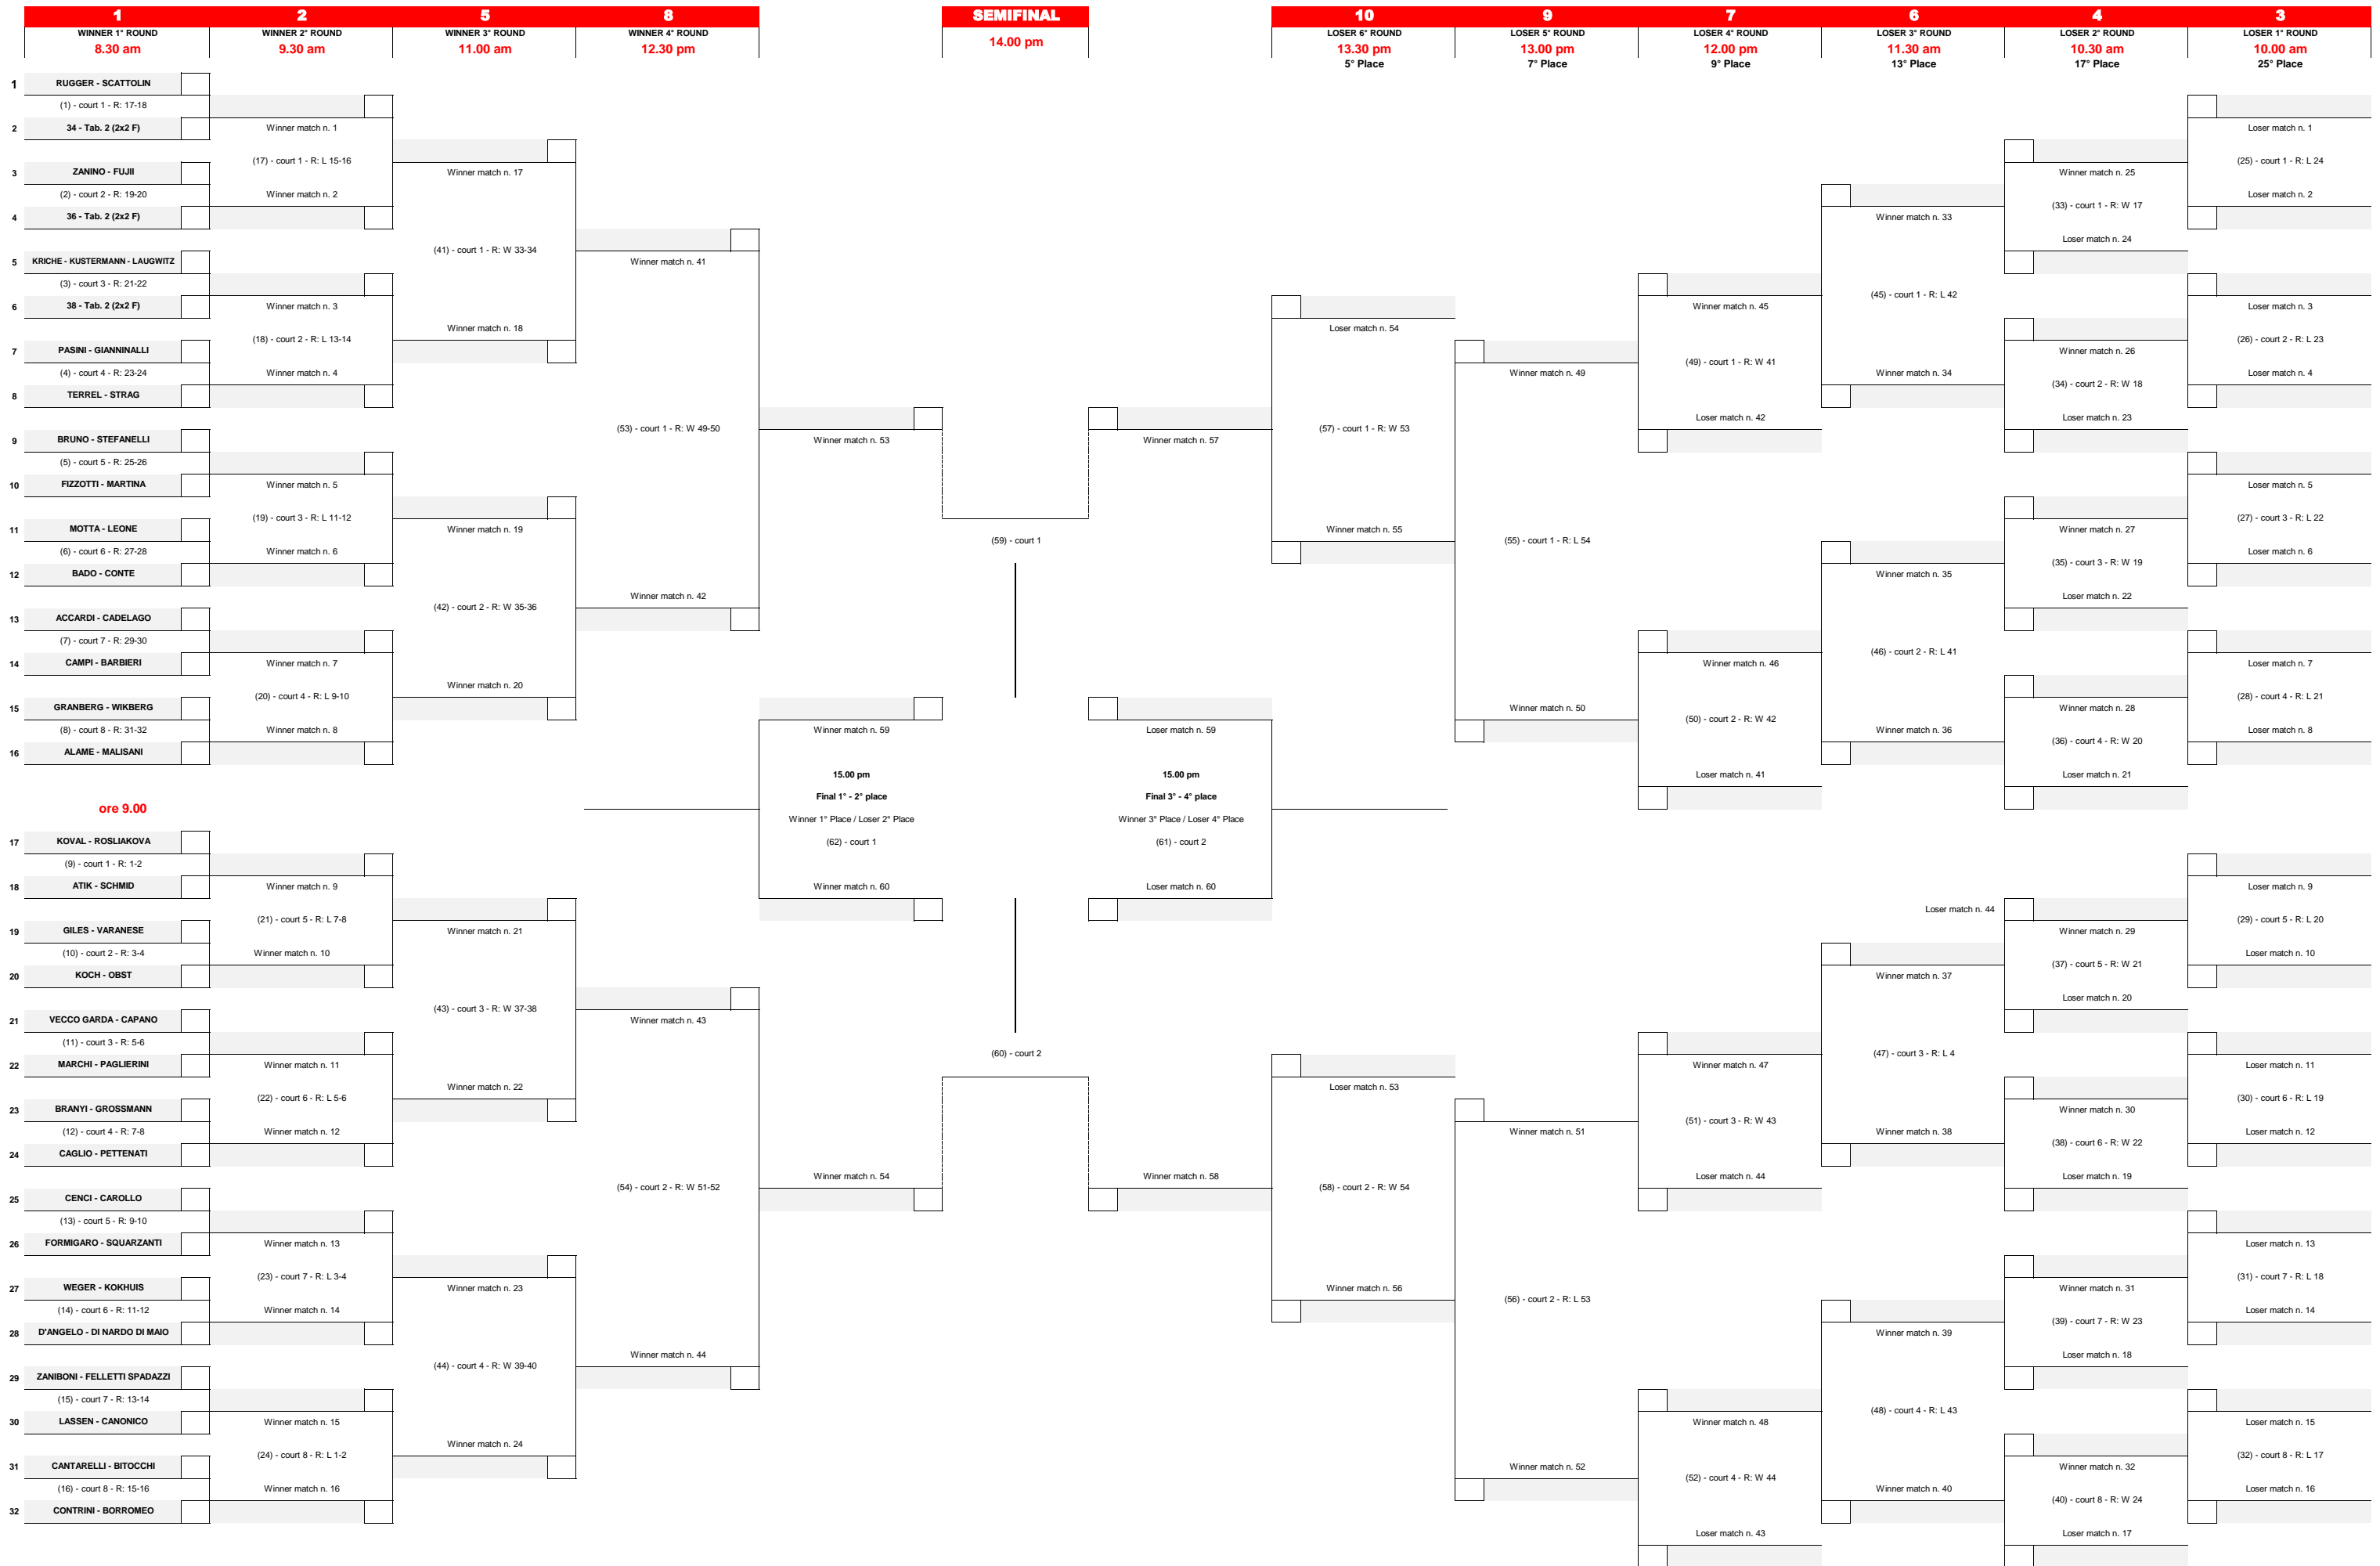 1
WINNER 1° ROUND
8.30 am
2
WINNER 2° ROUND
9.30 am
5
WINNER 3° ROUND
11.00 am
8
WINNER 4° ROUND
12.30 pm
SEMIFINAL
14.00 pm
10
LOSER 6° ROUND
13.30 pm
5° Place
9
LOSER 5° ROUND
13.00 pm
7° Place
7
LOSER 4° ROUND
12.00 pm
9° Place
6
LOSER 3° ROUND
11.30 am
13° Place
4
LOSER 2° ROUND
10.30 am
17° Place
3
LOSER 1° ROUND
10.00 am
25° Place
1 RUGGER - SCATTOLIN
(1) - court 1 - R: 17-18
2 34 - Tab. 2 (2x2 F)
3 ZANINO - FUJII
(2) - court 2 - R: 19-20
4 36 - Tab. 2 (2x2 F)
5 KRICHE - KUSTERMANN - LAUGWITZ
(3) - court 3 - R: 21-22
6 38 - Tab. 2 (2x2 F)
7 PASINI - GIANNINALLI
(4) - court 4 - R: 23-24
8 TERREL - STRAG
9 BRUNO - STEFANELLI
(5) - court 5 - R: 25-26
10 FIZZOTTI - MARTINA
11 MOTTA - LEONE
(6) - court 6 - R: 27-28
12 BADO - CONTE
13 ACCARDI - CADELAGO
(7) - court 7 - R: 29-30
14 CAMPI - BARBIERI
15 GRANBERG - WIKBERG
(8) - court 8 - R: 31-32
16 ALAME - MALISANI
ore 9.00
17 KOVAL - ROSLIAKOVA
(9) - court 1 - R: 1-2
18 ATIK - SCHMID
19 GILES - VARANESE
(10) - court 2 - R: 3-4
20 KOCH - OBST
21 VECCO GARDA - CAPANO
(11) - court 3 - R: 5-6
22 MARCHI - PAGLIERINI
23 BRANYI - GROSSMANN
(12) - court 4 - R: 7-8
24 CAGLIO - PETTENATI
25 CENCI - CAROLLO
(13) - court 5 - R: 9-10
26 FORMIGARO - SQUARZANTI
27 WEGER - KOKHUIS
(14) - court 6 - R: 11-12
28 D'ANGELO - DI NARDO DI MAIO
29 ZANIBONI - FELLETTI SPADAZZI
(15) - court 7 - R: 13-14
30 LASSEN - CANONICO
31 CANTARELLI - BITOCCHI
(16) - court 8 - R: 15-16
32 CONTRINI - BORROMEO
Winner match n. 1
(17) - court 1 - R: L 15-16
Winner match n. 2
Winner match n. 3
(18) - court 2 - R: L 13-14
Winner match n. 4
Winner match n. 5
(19) - court 3 - R: L 11-12
Winner match n. 6
Winner match n. 7
(20) - court 4 - R: L 9-10
Winner match n. 8
Winner match n. 9
(21) - court 5 - R: L 7-8
Winner match n. 10
Winner match n. 11
(22) - court 6 - R: L 5-6
Winner match n. 12
Winner match n. 13
(23) - court 7 - R: L 3-4
Winner match n. 14
Winner match n. 15
(24) - court 8 - R: L 1-2
Winner match n. 16
Winner match n. 17
(41) - court 1 - R: W 33-34
Winner match n. 18
Winner match n. 19
(42) - court 2 - R: W 35-36
Winner match n. 20
Winner match n. 21
(43) - court 3 - R: W 37-38
Winner match n. 22
Winner match n. 23
(44) - court 4 - R: W 39-40
Winner match n. 24
Winner match n. 41
(53) - court 1 - R: W 49-50
Winner match n. 42
Winner match n. 43
(54) - court 2 - R: W 51-52
Winner match n. 44
Winner match n. 53
Winner match n. 59
15.00 pm
Final 1° - 2° place
Winner 1° Place / Loser 2° Place
(62) - court 1
Winner match n. 60
Winner match n. 54
(59) - court 1
(60) - court 2
Winner match n. 57
Loser match n. 59
15.00 pm
Final 3° - 4° place
Winner 3° Place / Loser 4° Place
(61) - court 2
Loser match n. 60
Winner match n. 58
Loser match n. 54
(57) - court 1 - R: W 53
Winner match n. 55
Loser match n. 53
(58) - court 2 - R: W 54
Winner match n. 56
Winner match n. 49
(55) - court 1 - R: L 54
Winner match n. 50
Winner match n. 51
(56) - court 2 - R: L 53
Winner match n. 52
Winner match n. 45
(49) - court 1 - R: W 41
Loser match n. 42
Winner match n. 46
(50) - court 2 - R: W 42
Loser match n. 41
Winner match n. 47
(51) - court 3 - R: W 43
Loser match n. 44
Winner match n. 48
(52) - court 4 - R: W 44
Loser match n. 43
Winner match n. 33
(45) - court 1 - R: L 42
Winner match n. 34
Winner match n. 35
(46) - court 2 - R: L 41
Winner match n. 36
Loser match n. 44
Winner match n. 37
(47) - court 3 - R: L 4
Winner match n. 38
Winner match n. 39
(48) - court 4 - R: L 43
Winner match n. 40
Winner match n. 25
(33) - court 1 - R: W 17
Loser match n. 24
Winner match n. 26
(34) - court 2 - R: W 18
Loser match n. 23
Winner match n. 27
(35) - court 3 - R: W 19
Loser match n. 22
Winner match n. 28
(36) - court 4 - R: W 20
Loser match n. 21
Winner match n. 29
(37) - court 5 - R: W 21
Loser match n. 20
Winner match n. 30
(38) - court 6 - R: W 22
Loser match n. 19
Winner match n. 31
(39) - court 7 - R: W 23
Loser match n. 18
Winner match n. 32
(40) - court 8 - R: W 24
Loser match n. 17
Loser match n. 1
(25) - court 1 - R: L 24
Loser match n. 2
Loser match n. 3
(26) - court 2 - R: L 23
Loser match n. 4
Loser match n. 5
(27) - court 3 - R: L 22
Loser match n. 6
Loser match n. 7
(28) - court 4 - R: L 21
Loser match n. 8
Loser match n. 9
(29) - court 5 - R: L 20
Loser match n. 10
Loser match n. 11
(30) - court 6 - R: L 19
Loser match n. 12
Loser match n. 13
(31) - court 7 - R: L 18
Loser match n. 14
Loser match n. 15
(32) - court 8 - R: L 17
Loser match n. 16